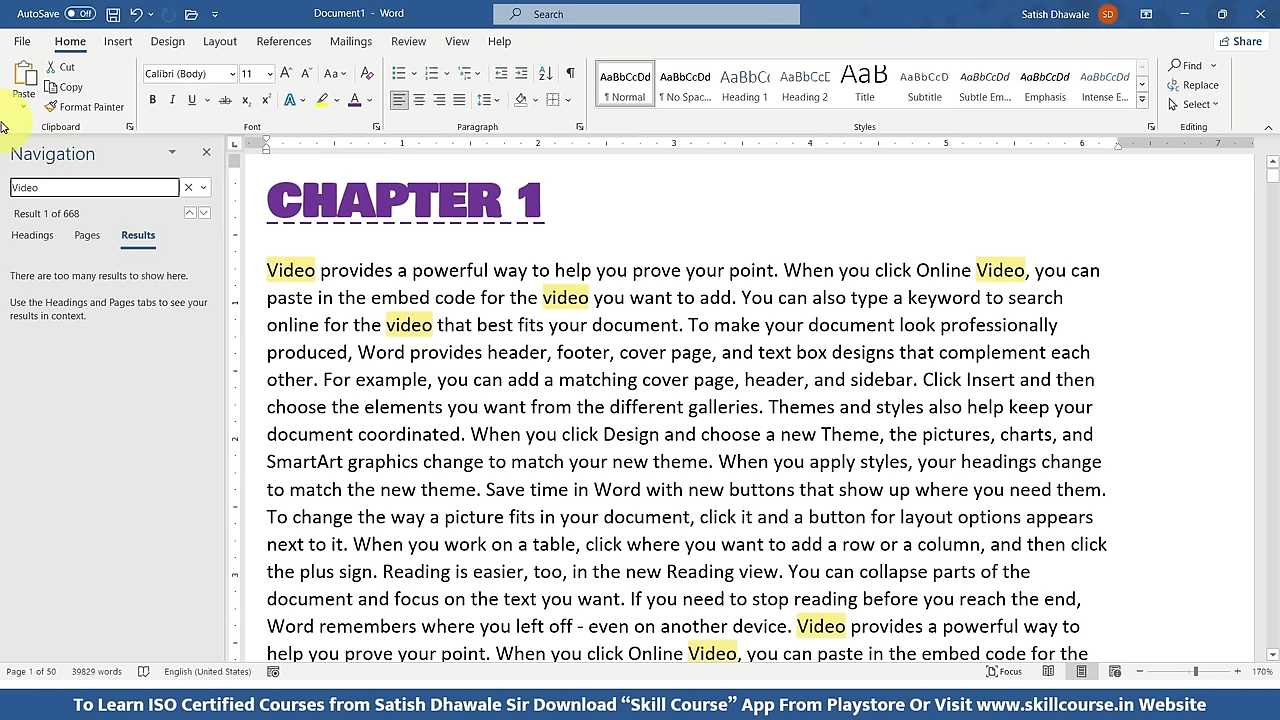 AutoSave Off Document1 - Word Search Satish Dhawale SD
File Home Insert Design Layout References Mailings Review View Help Share
Paste Cut Copy Format Painter Clipboard
Calibri (Body) 11 A A Aa A B I U ab x2 x2 A A Font
Paragraph
AaBbCcDd AaBbCcDd AaBbCc AaBbCcE AaB AaBbCcD AaBbCcDd AaBbCcDd AaBbCcDd
¶ Normal ¶ No Spac... Heading 1 Heading 2 Title Subtitle Subtle Em... Emphasis Intense E...
Styles
Find Replace Select Editing
1 2 3 4 5 6 7
Navigation
Video
Result 1 of 668
Headings Pages Results
There are too many results to show here.
Use the Headings and Pages tabs to see your
results in context.
1
2
3
CHAPTER 1
Video provides a powerful way to help you prove your point. When you click Online Video, you can
paste in the embed code for the video you want to add. You can also type a keyword to search
online for the video that best fits your document. To make your document look professionally
produced, Word provides header, footer, cover page, and text box designs that complement each
other. For example, you can add a matching cover page, header, and sidebar. Click Insert and then
choose the elements you want from the different galleries. Themes and styles also help keep your
document coordinated. When you click Design and choose a new Theme, the pictures, charts, and
SmartArt graphics change to match your new theme. When you apply styles, your headings change
to match the new theme. Save time in Word with new buttons that show up where you need them.
To change the way a picture fits in your document, click it and a button for layout options appears
next to it. When you work on a table, click where you want to add a row or a column, and then click
the plus sign. Reading is easier, too, in the new Reading view. You can collapse parts of the
document and focus on the text you want. If you need to stop reading before you reach the end,
Word remembers where you left off - even on another device. Video provides a powerful way to
help you prove your point. When you click Online Video, you can paste in the embed code for the
Page 1 of 50 39829 words English (United States) Focus 170%
To Learn ISO Certified Courses from Satish Dhawale Sir Download “Skill Course” App From Playstore Or Visit www.skillcourse.in Website